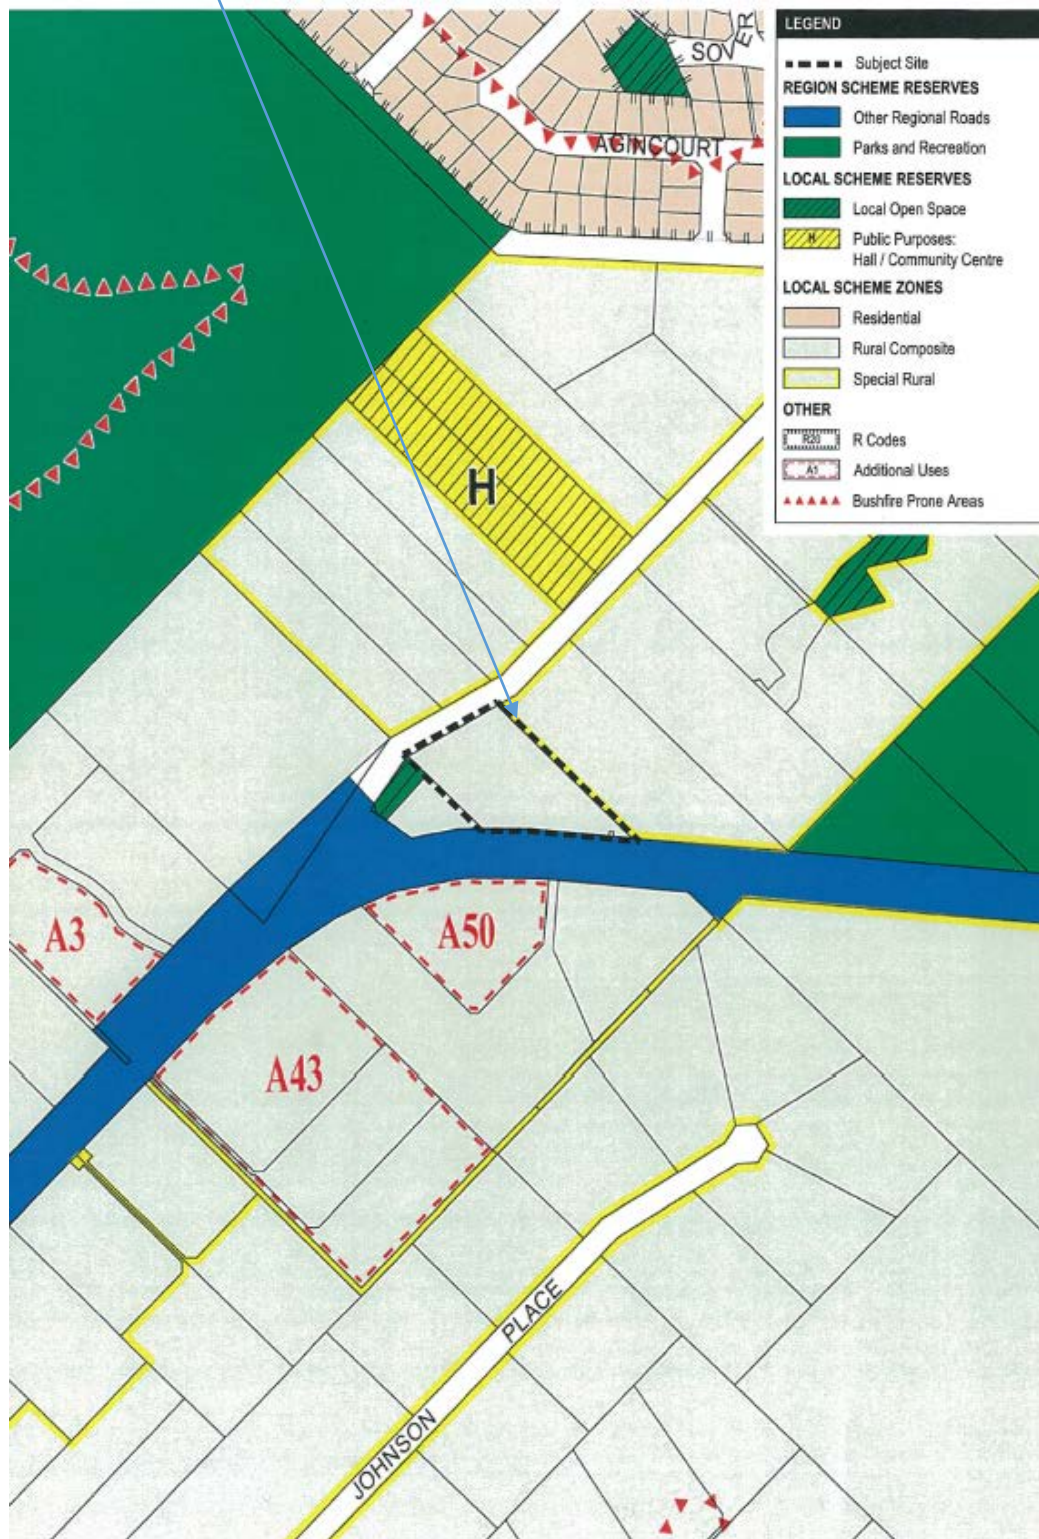 LEGEND
Subject Site
REGION SCHEME RESERVES
Other Regional Roads
Parks and Recreation
LOCAL SCHEME RESERVES
Local Open Space
H
Public Purposes:
Hall / Community Centre
LOCAL SCHEME ZONES
Residential
Rural Composite
Special Rural
OTHER
R20
R Codes
A1
Additional Uses
Bushfire Prone Areas
SOVER
AGINCOURT
H
A3
A50
A43
JOHNSON PLACE